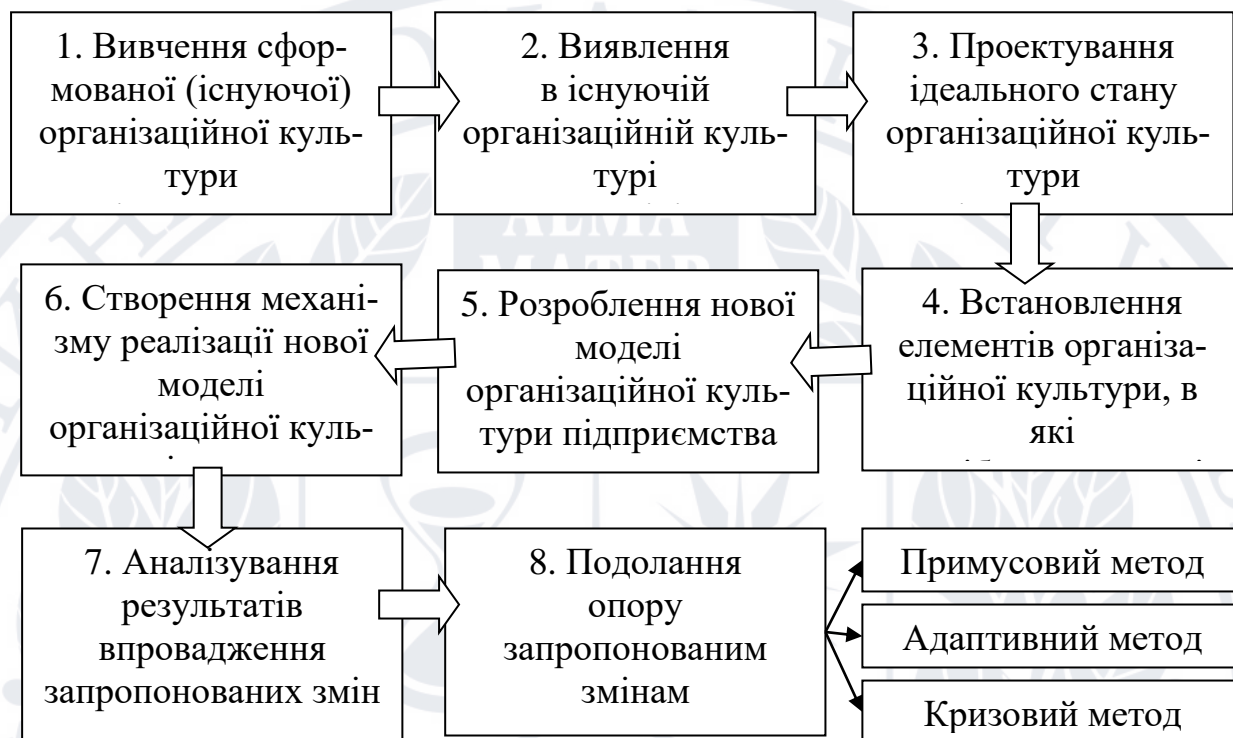 1. Вивчення сфор-
мованої (існуючої)
організаційної куль-
тури
2. Виявлення
в існуючій
організаційній куль-
турі
3. Проектування
ідеального стану
організаційної куль-
тури
4. Встановлення
елементів організа-
ційної культури, в
які
5. Розроблення нової
моделі
організаційної куль-
тури підприємства
6. Створення механі-
зму реалізації нової
моделі
організаційної куль-
7. Аналізування
результатів
впровадження
запропонованих змін
8. Подолання
опору
запропонованим
змінам
Примусовий метод
Адаптивний метод
Кризовий метод
ALMA
MATER